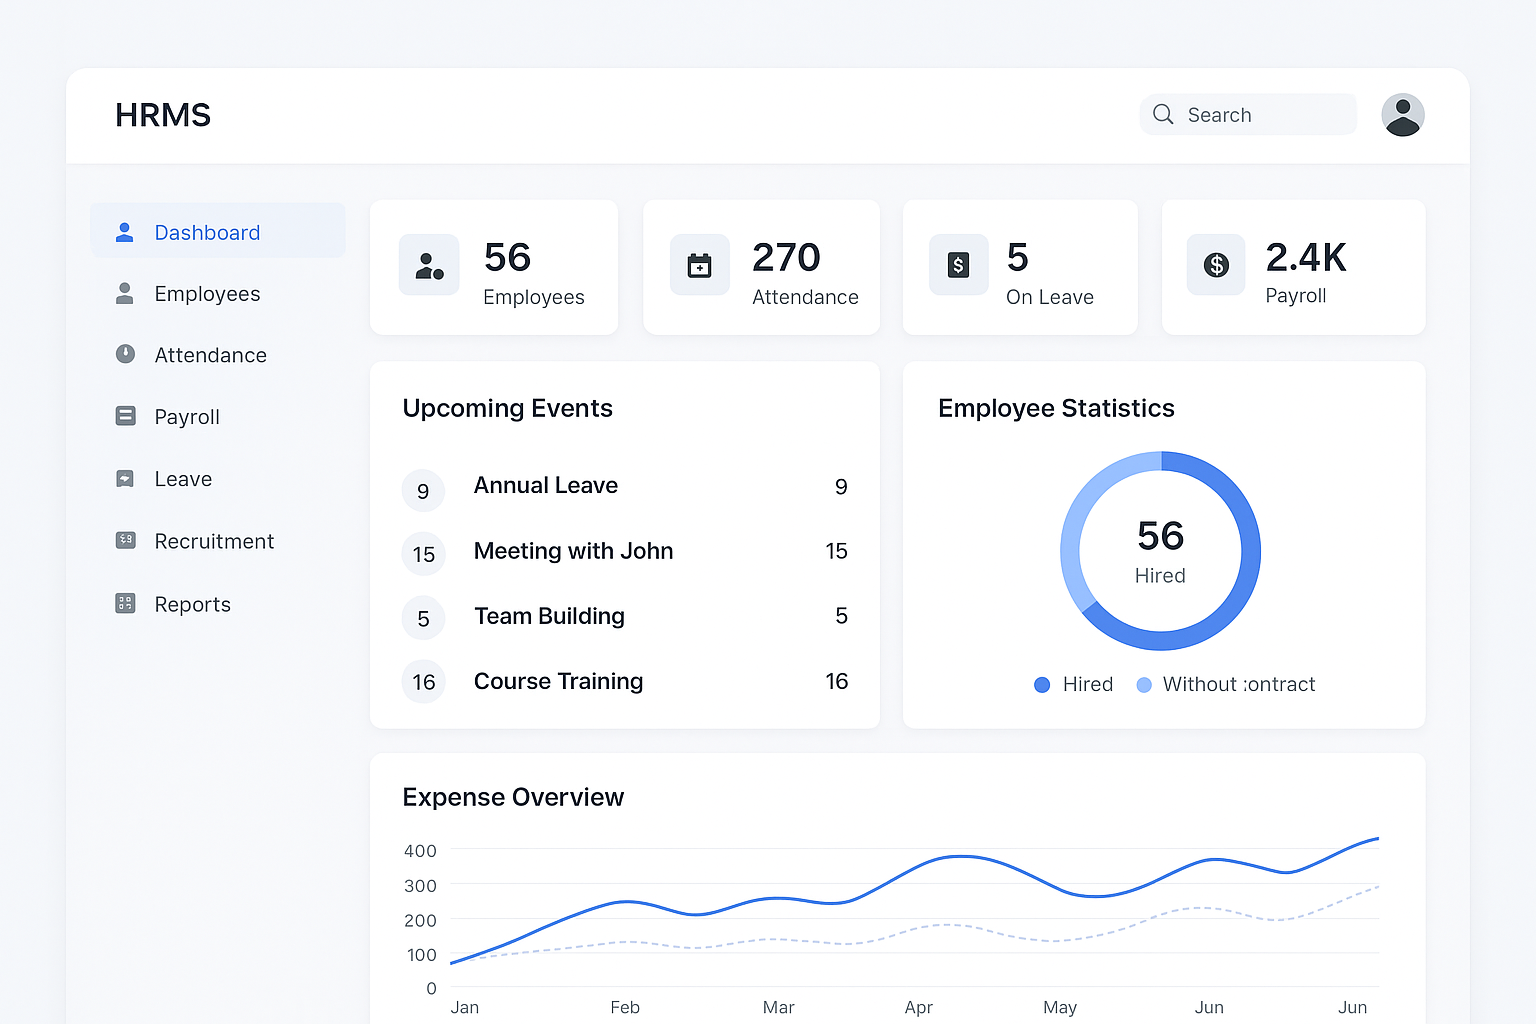 HRMS
Search
Dashboard
Employees
Attendance
Payroll
Leave
Recruitment
Reports
56
Employees
270
Attendance
5
On Leave
2.4K
Payroll
Upcoming Events
9 Annual Leave 9
15 Meeting with John 15
5 Team Building 5
16 Course Training 16
Employee Statistics
56
Hired
Hired Without :ontract
Expense Overview
400
300
200
100
0
Jan Feb Mar Apr May Jun Jun